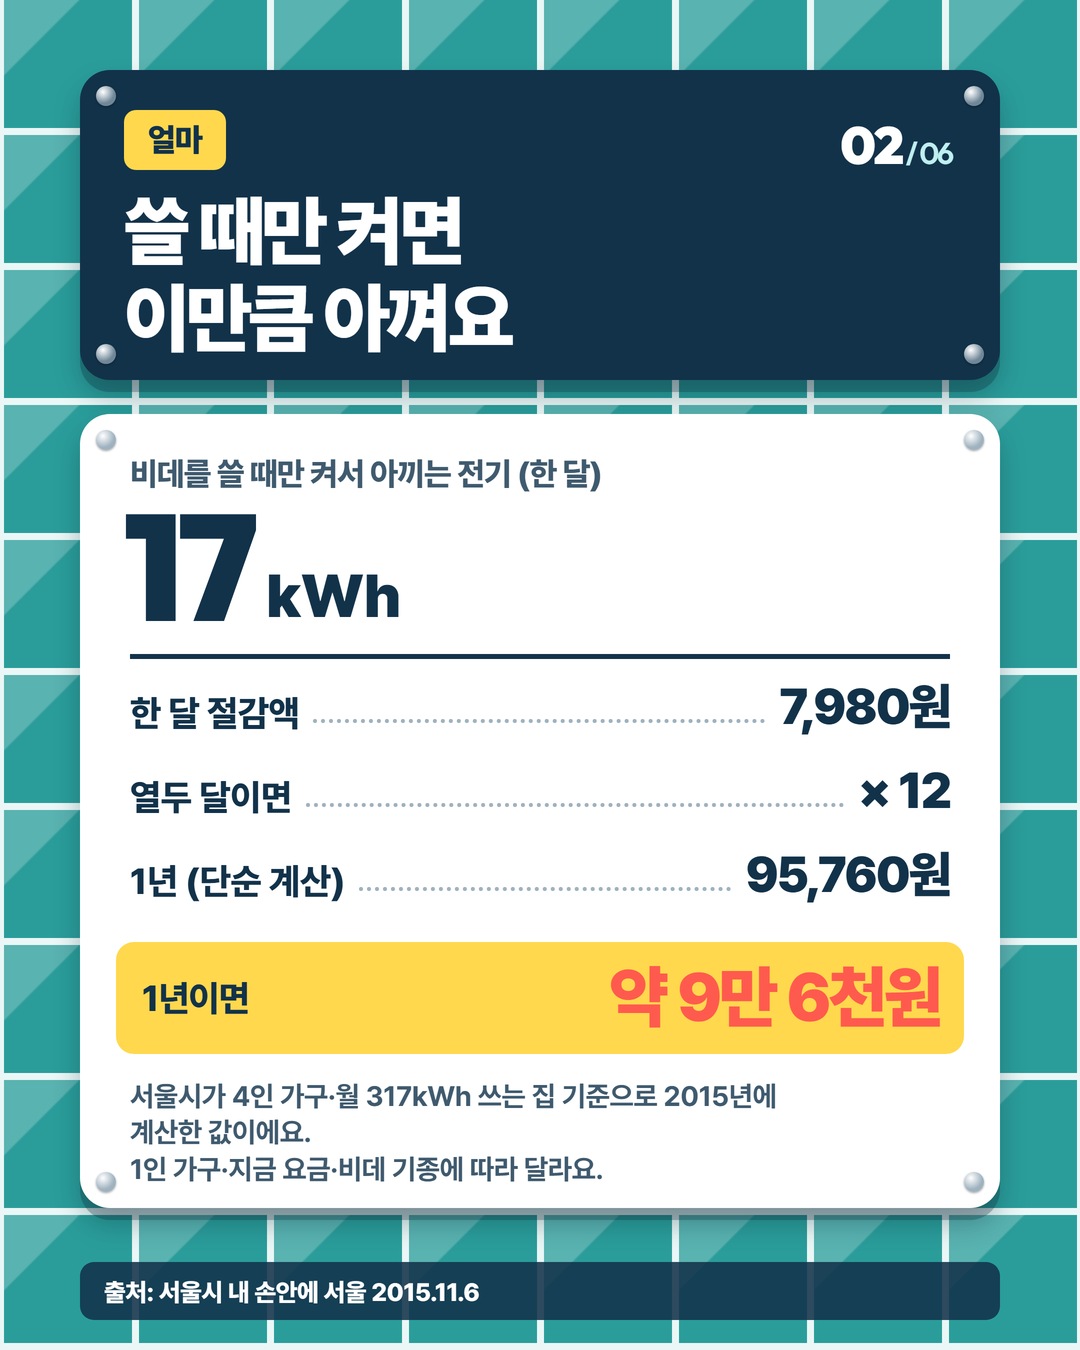 얼마
02/06
쓸 때만 켜면
이만큼 아껴요
비데를 쓸 때만 켜서 아끼는 전기 (한 달)
17 kWh
한 달 절감액 7,980원
열두 달이면 × 12
1년 (단순 계산) 95,760원
1년이면 약 9만 6천원
서울시가 4인 가구·월 317kWh 쓰는 집 기준으로 2015년에
계산한 값이에요.
1인 가구·지금 요금·비데 기종에 따라 달라요.
출처: 서울시 내 손안에 서울 2015.11.6